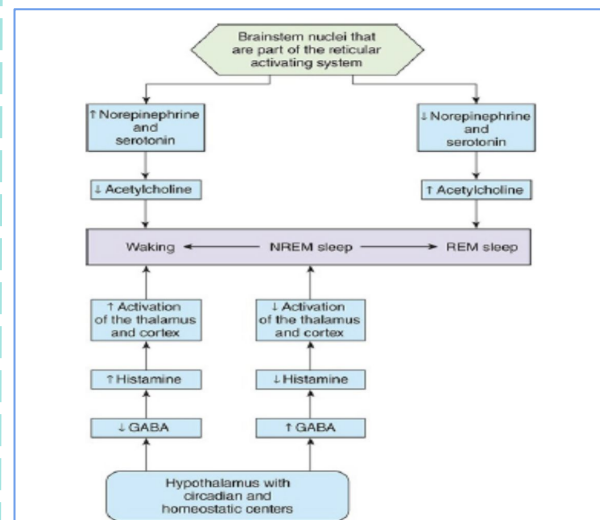 Brainstem nuclei that
are part of the reticular
activating system
↑ Norepinephrine
and
serotonin
↓ Norepinephrine
and
serotonin
↓ Acetylcholine
↑ Acetylcholine
Waking
NREM sleep
REM sleep
↑ Activation
of the thalamus
and cortex
↓ Activation
of the thalamus
and cortex
↑ Histamine
↓ Histamine
↓ GABA
↑ GABA
Hypothalamus with
circadian and
homeostatic centers